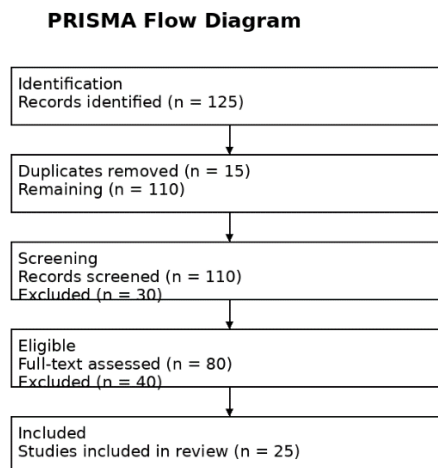 PRISMA Flow Diagram
Identification
Records identified (n = 125)
Duplicates removed (n = 15)
Remaining (n = 110)
Screening
Records screened (n = 110)
Excluded (n = 30)
Eligible
Full-text assessed (n = 80)
Excluded (n = 40)
Included
Studies included in review (n = 25)